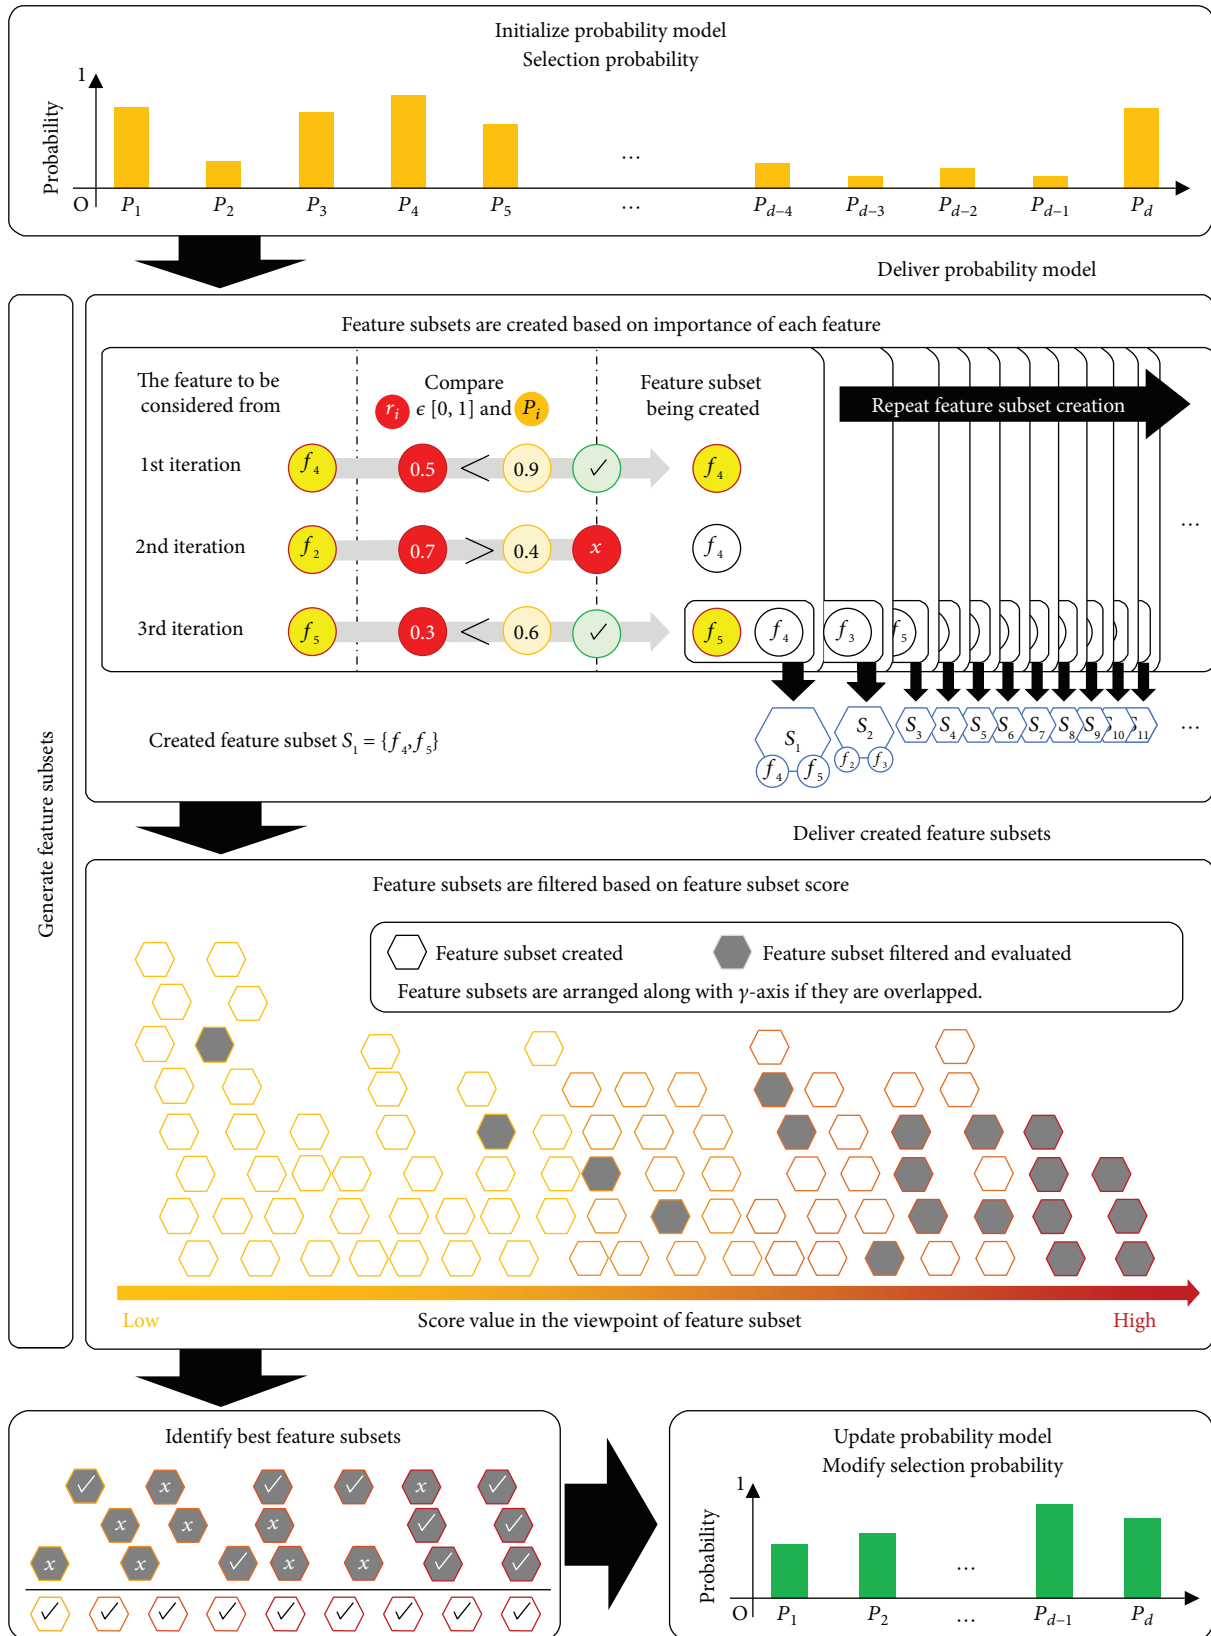 Initialize probability model
Selection probability
1
Probability
O
P1 P2 P3 P4 P5 ... ... Pd–4 Pd–3 Pd–2 Pd–1 Pd
Deliver probability model
Generate feature subsets
Feature subsets are created based on importance of each feature
The feature to be
considered from
Compare
ri ϵ [0, 1] and Pi
Feature subset
being created
Repeat feature subset creation
1st iteration f4 0.5 < 0.9 ✓ f4
...
2nd iteration f2 0.7 > 0.4 x f4
3rd iteration f5 0.3 < 0.6 ✓ f5 f4 f3 f5
Created feature subset S1 = {f4, f5}
S1 S2 S3 S4 S5 S6 S7 S8 S9 S10 S11 ...
f4 f5 f2 f3
Deliver created feature subsets
Feature subsets are filtered based on feature subset score
Feature subset created
Feature subset filtered and evaluated
Feature subsets are arranged along with γ-axis if they are overlapped.
Low
Score value in the viewpoint of feature subset
High
Identify best feature subsets
✓ x ✓ ✓ x ✓
x x x ✓ ✓
x x ✓ x x ✓ ✓
✓ ✓ ✓ ✓ ✓ ✓ ✓ ✓ ✓
Update probability model
Modify selection probability
1
Probability
O
P1 P2 ... ... Pd–1 Pd